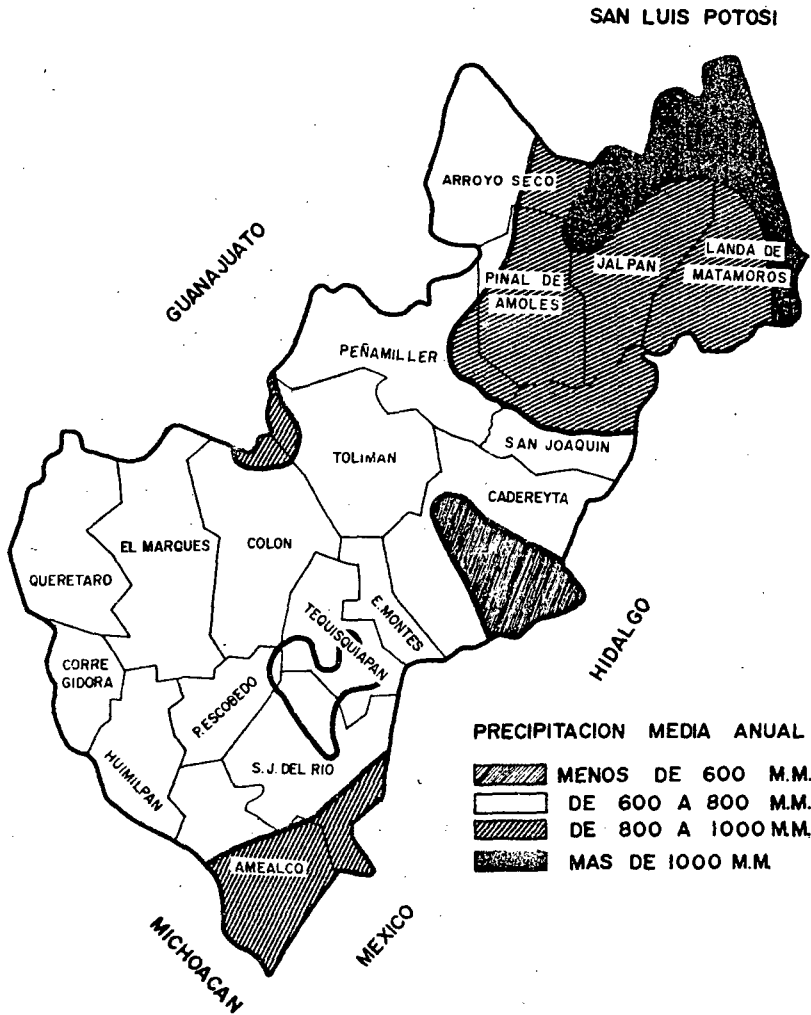 SAN LUIS POTOSI
ARROYO SECO
GUANAJUATO
JALPAN
LANDA DE
MATAMOROS
PINAL DE
AMOLES
PEÑAMILLER
SAN JOAQUIN
TOLIMAN
CADEREYTA
COLON
EL MARQUES
QUERETARO
TEQUISQUIAPAN
E. MONTES
HIDALGO
CORRE
GIDORA
P. ESCOBEDO
HUIMILPAN
S. J. DEL RIO
AMEALCO
MICHOACAN
MEXICO
PRECIPITACION MEDIA ANUAL
MENOS DE 600 M.M.
DE 600 A 800 M.M.
DE 800 A 1000 M.M.
MAS DE 1000 M.M.